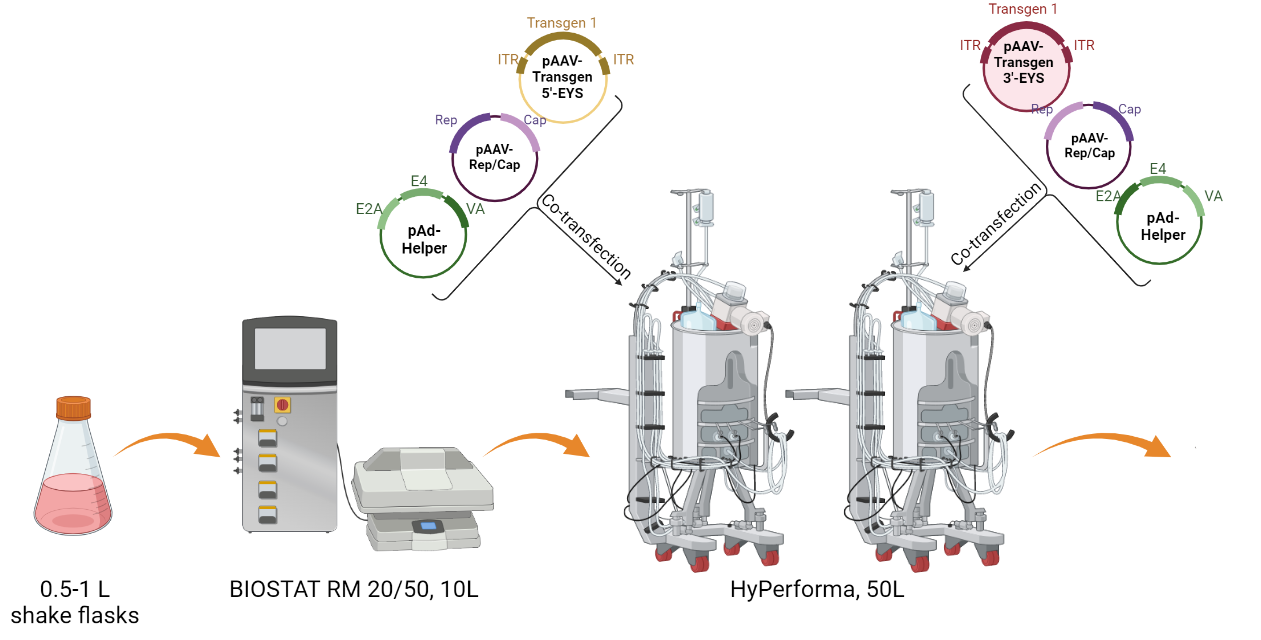 Transgen 1
ITR
ITR
pAAV-
Transgen
5'-EYS
Rep
Cap
pAAV-
Rep/Cap
E4
E2A
VA
pAd-
Helper
Co-transfection
Transgen 1
ITR
ITR
pAAV-
Transgen
3'-EYS
Rep
Cap
pAAV-
Rep/Cap
E4
E2A
VA
pAd-
Helper
Co-transfection
0.5-1 L
shake flasks
BIOSTAT RM 20/50, 10L
HyPerforma, 50L